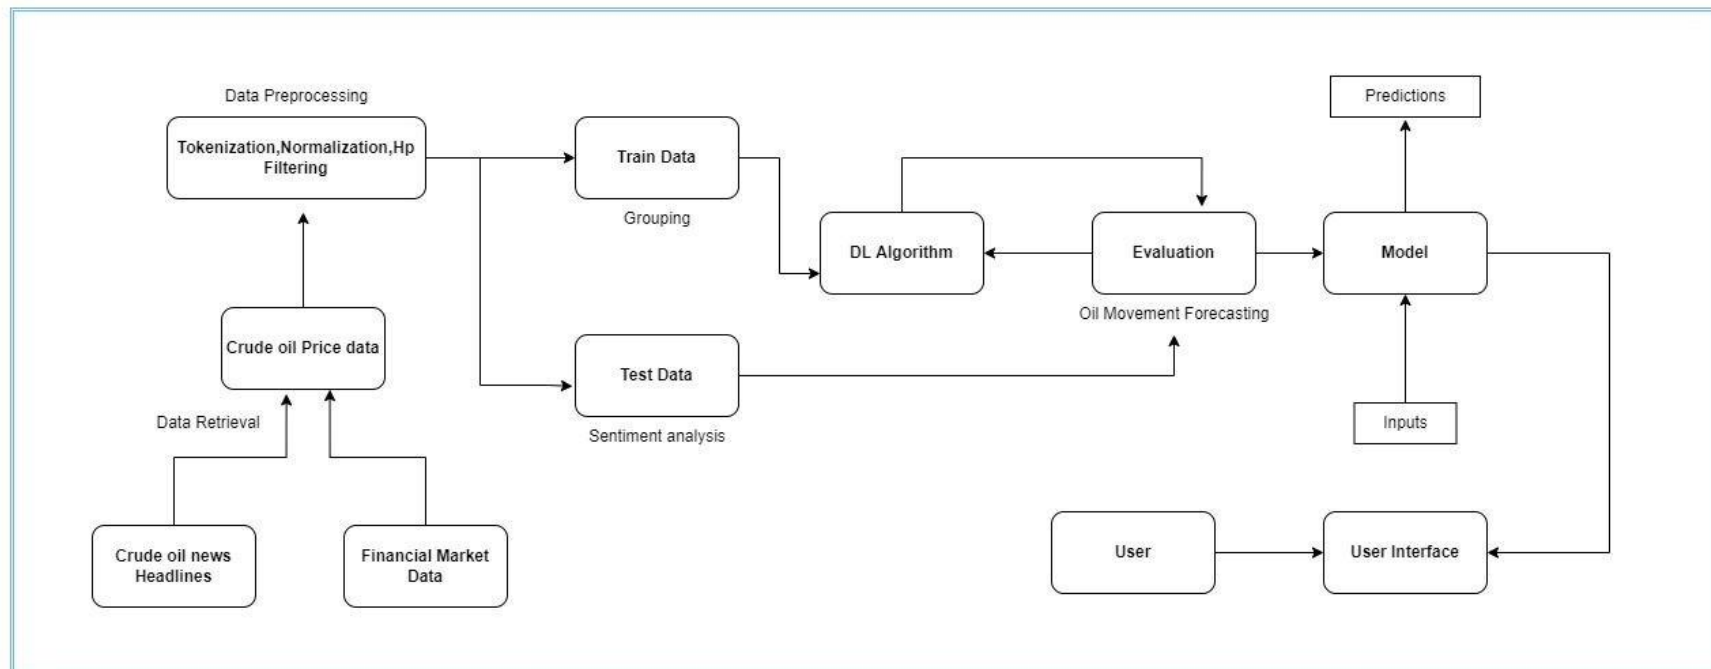 Data Preprocessing
Tokenization,Normalization,Hp
Filtering
Train Data
Grouping
Predictions
DL Algorithm
Evaluation
Model
Oil Movement Forecasting
Crude oil Price data
Test Data
Sentiment analysis
Data Retrieval
Inputs
Crude oil news
Headlines
Financial Market
Data
User
User Interface